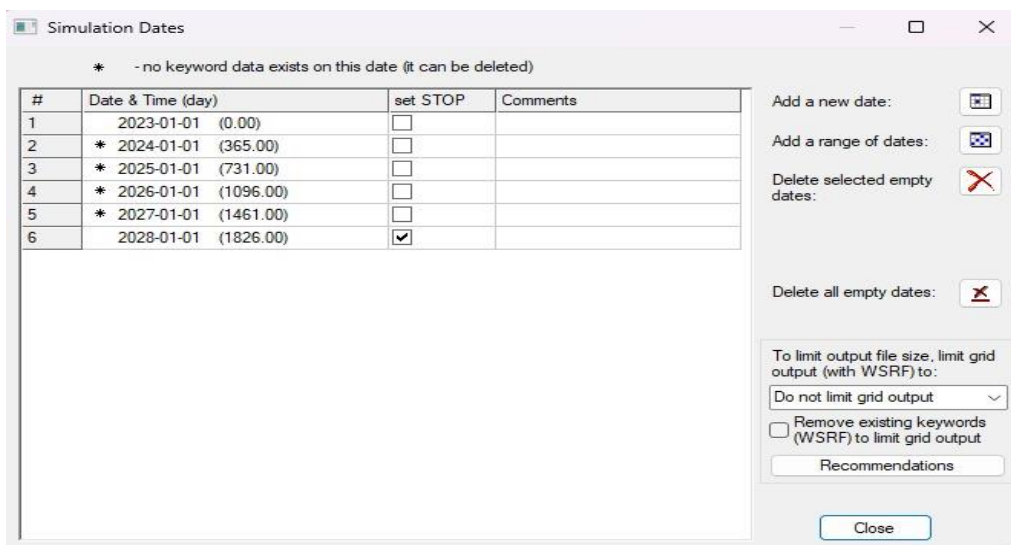 Simulation Dates
* - no keyword data exists on this date (it can be deleted)
# Date & Time (day) set STOP Comments
1 2023-01-01 (0.00)
2 * 2024-01-01 (365.00)
3 * 2025-01-01 (731.00)
4 * 2026-01-01 (1096.00)
5 * 2027-01-01 (1461.00)
6 2028-01-01 (1826.00)
Add a new date:
Add a range of dates:
Delete selected empty
dates:
Delete all empty dates:
To limit output file size, limit grid
output (with WSRF) to:
Do not limit grid output
Remove existing keywords
(WSRF) to limit grid output
Recommendations
Close